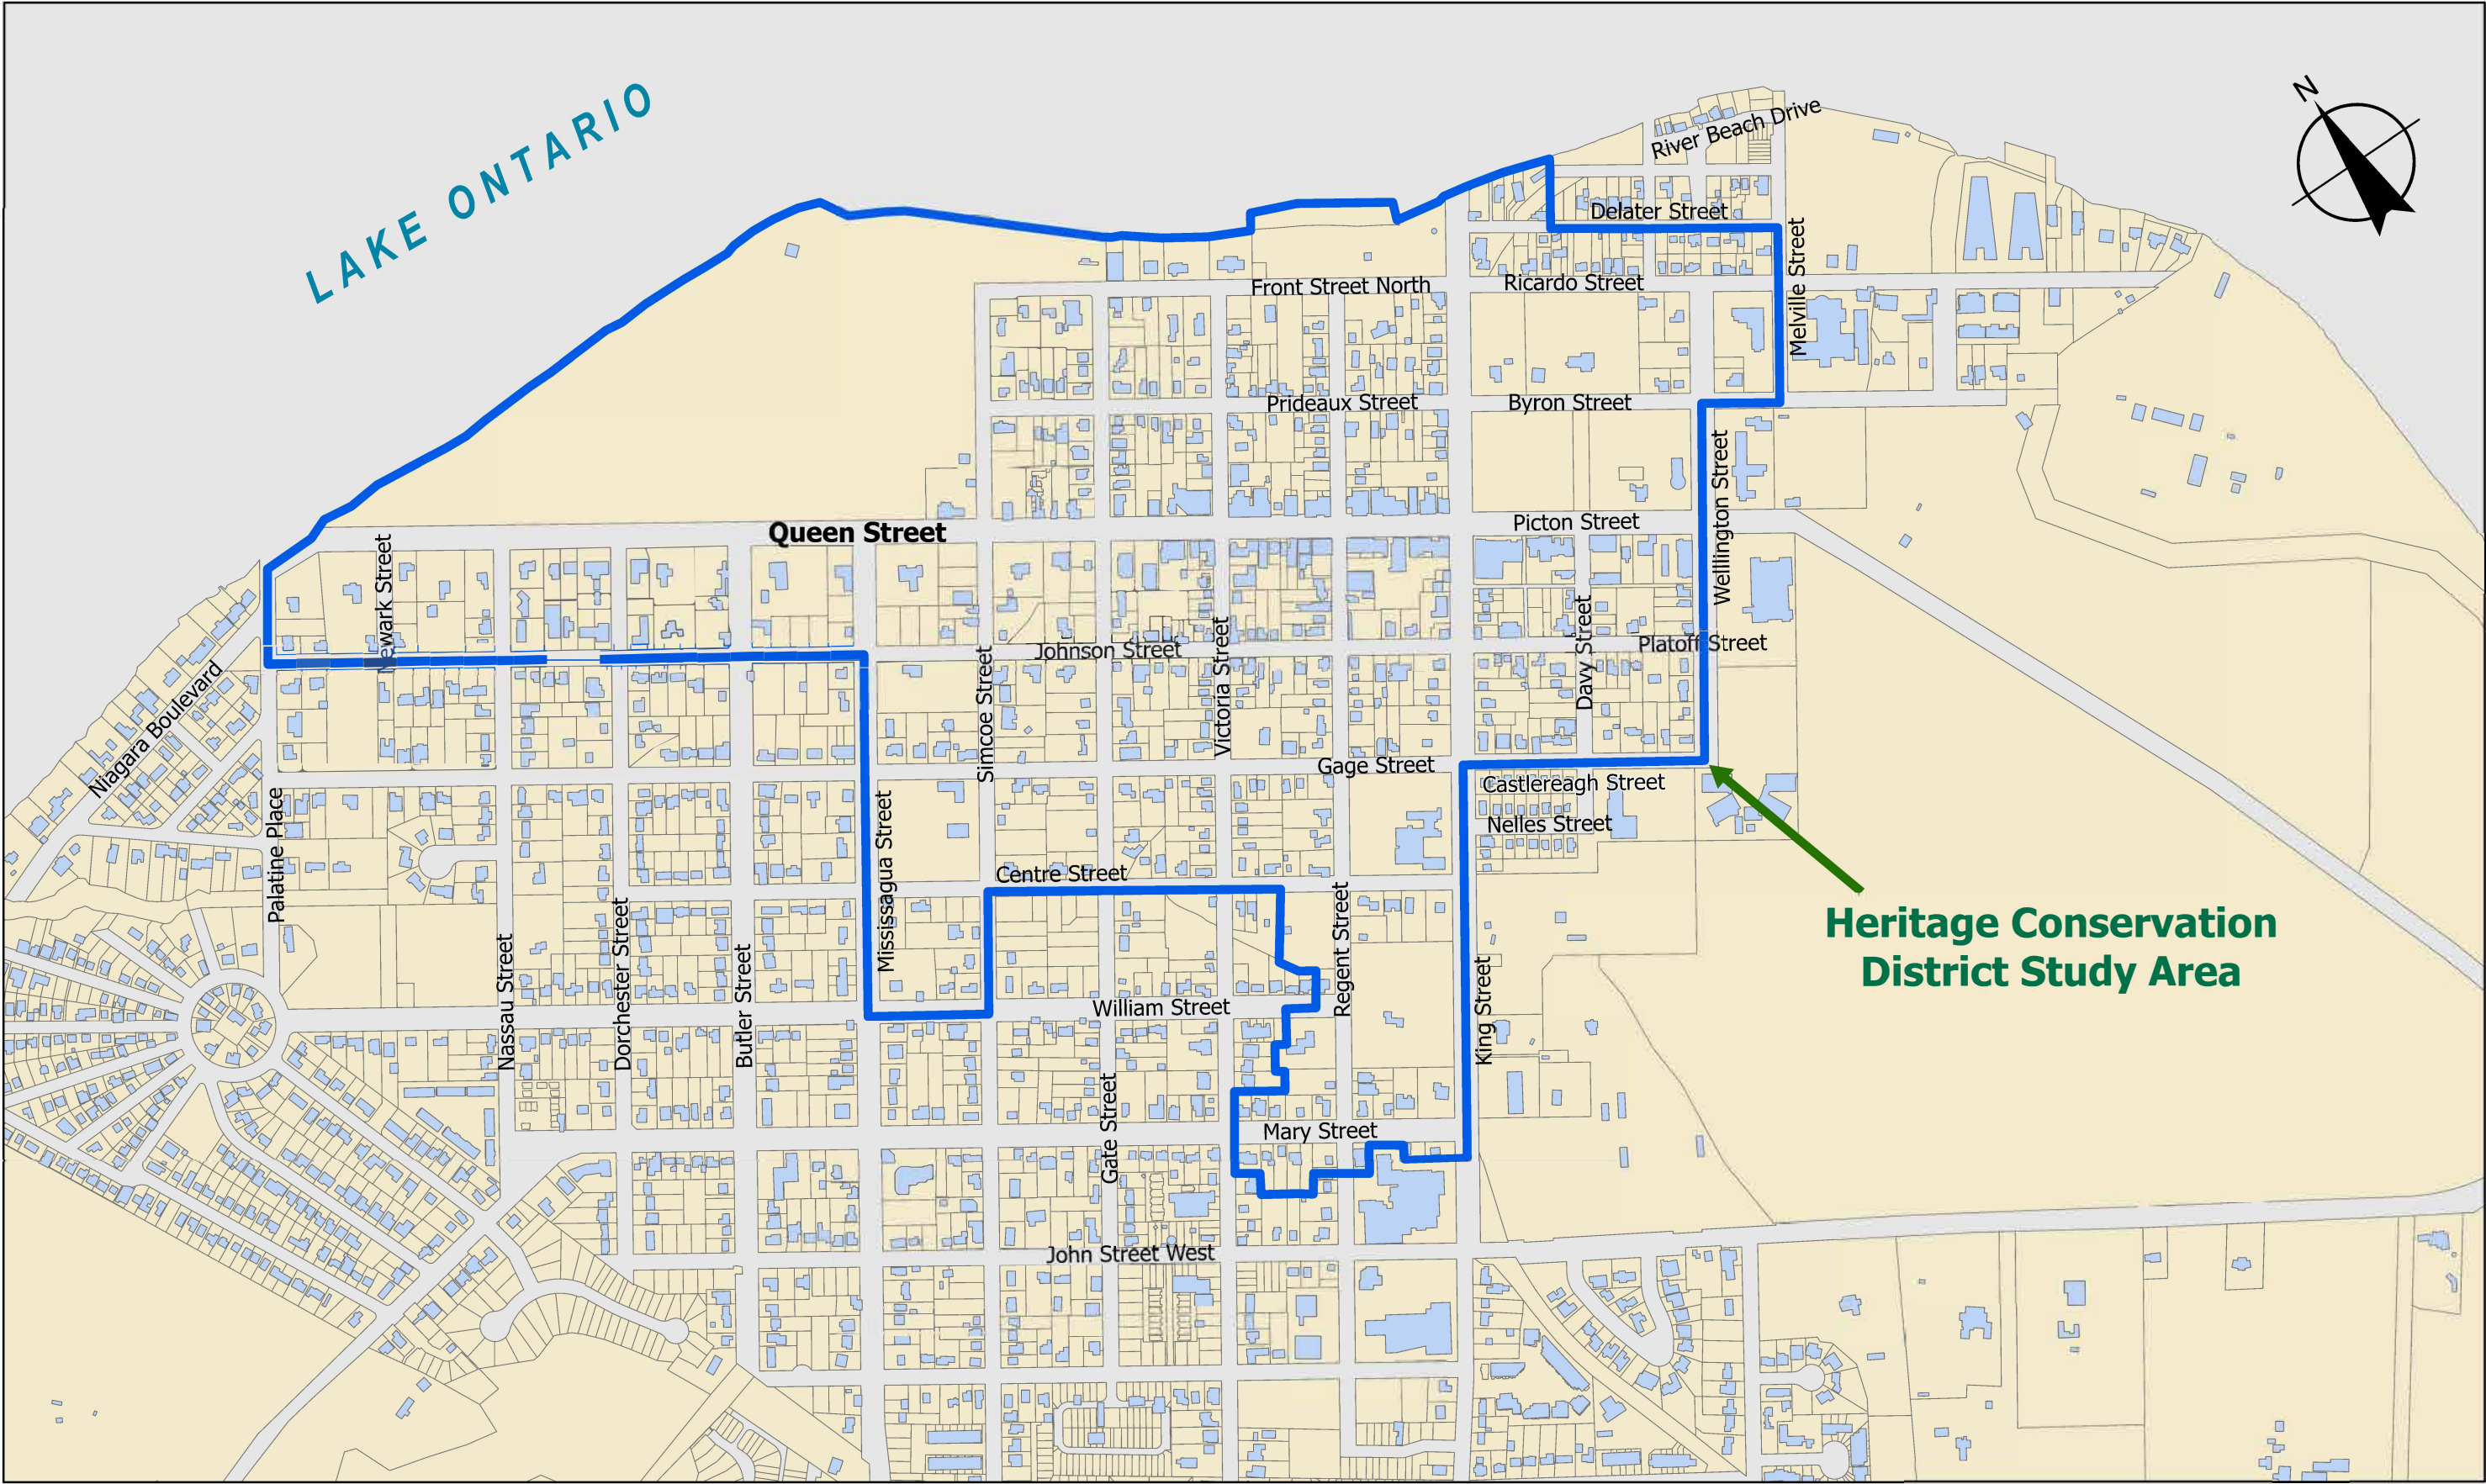 N
LAKE ONTARIO
River Beach Drive
Delater Street
Melville Street
Front Street North
Ricardo Street
Prideaux Street
Byron Street
Wellington Street
Queen Street
Picton Street
Newark Street
Johnson Street
Victoria Street
Davy Street
Platoff Street
Simcoe Street
Niagara Boulevard
Gage Street
Castlereagh Street
Nelles Street
Palatine Place
Mississagua Street
Centre Street
Regent Street
Heritage Conservation
District Study Area
Nassau Street
Dorchester Street
Butler Street
William Street
King Street
Gate Street
Mary Street
John Street West